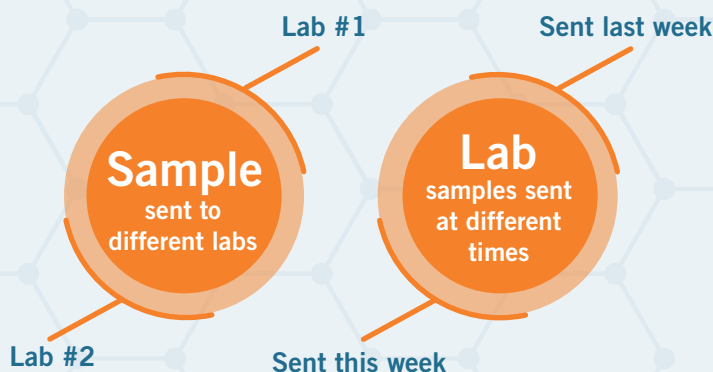 Lab #1
Sample
sent to
different labs
Lab #2
Sent last week
Lab
samples sent
at different
times
Sent this week